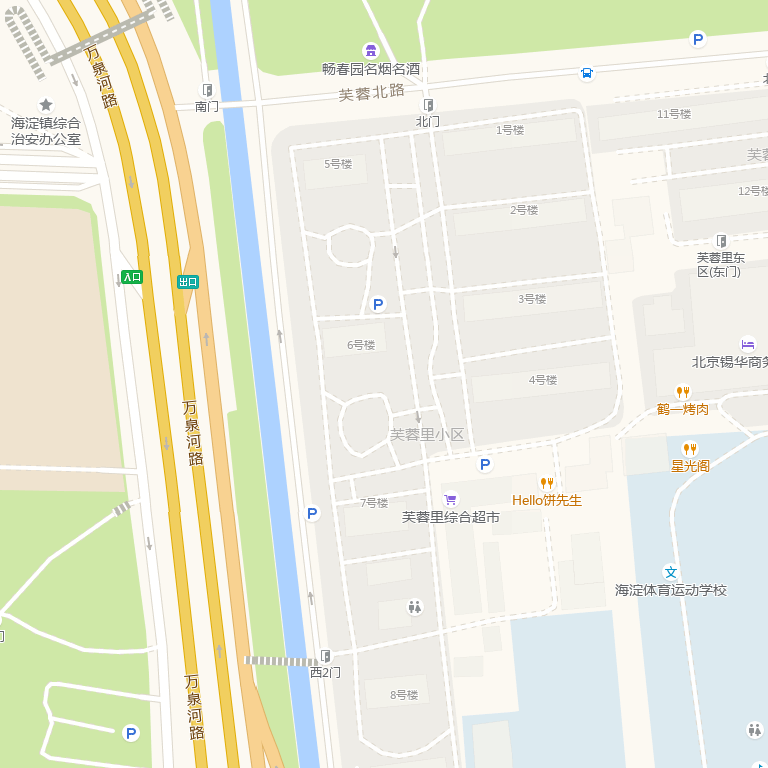 P
畅春园名烟名酒
万泉河路
南门
芙蓉北路
北门
海淀镇综合
治安办公室
1号楼
11号楼
5号楼
芙蓉
12号楼
2号楼
芙蓉里东
区(东门)
入口
出口
3号楼
P
6号楼
北京锡华商务
4号楼
鹤一烤肉
万泉河路
芙蓉里小区
星光阁
P
Hello饼先生
7号楼
芙蓉里综合超市
P
文
海淀体育运动学校
西2门
万泉河路
8号楼
P